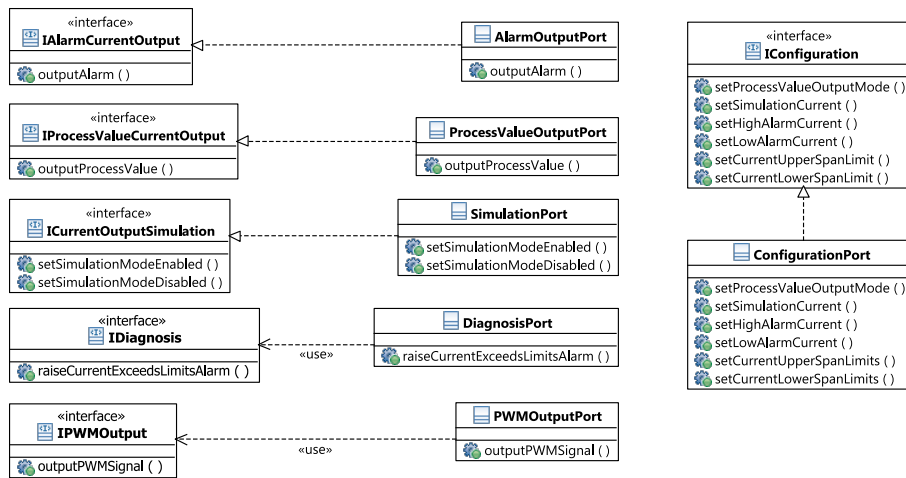 «interface»
IAlarmCurrentOutput
outputAlarm ( )
AlarmOutputPort
outputAlarm ( )
«interface»
IProcessValueCurrentOutput
outputProcessValue ( )
ProcessValueOutputPort
outputProcessValue ( )
«interface»
ICurrentOutputSimulation
setSimulationModeEnabled ( )
setSimulationModeDisabled ( )
SimulationPort
setSimulationModeEnabled ( )
setSimulationModeDisabled ( )
«interface»
IDiagnosis
raiseCurrentExceedsLimitsAlarm ( )
«use»
DiagnosisPort
raiseCurrentExceedsLimitsAlarm ( )
«interface»
IPWMOutput
outputPWMSignal ( )
«use»
PWMOutputPort
outputPWMSignal ( )
«interface»
IConfiguration
setProcessValueOutputMode ( )
setSimulationCurrent ( )
setHighAlarmCurrent ( )
setLowAlarmCurrent ( )
setCurrentUpperSpanLimit ( )
setCurrentLowerSpanLimit ( )
ConfigurationPort
setProcessValueOutputMode ( )
setSimulationCurrent ( )
setHighAlarmCurrent ( )
setLowAlarmCurrent ( )
setCurrentUpperSpanLimits ( )
setCurrentLowerSpanLimits ( )